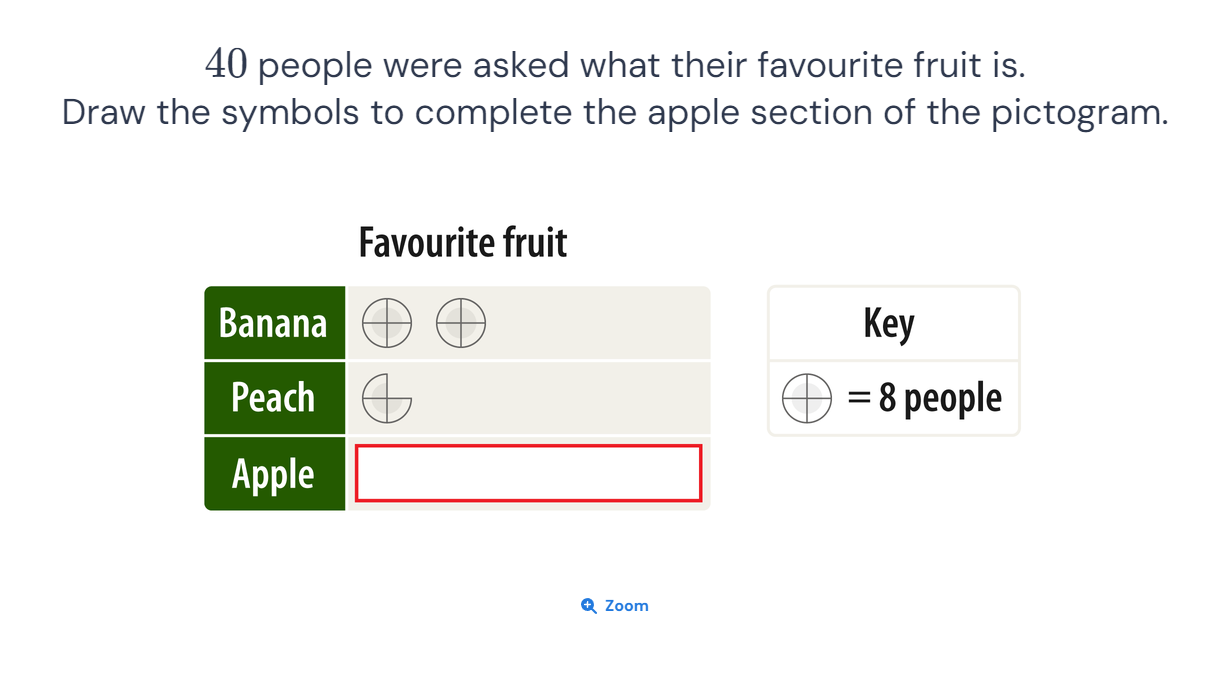 40 people were asked what their favourite fruit is.
Draw the symbols to complete the apple section of the pictogram.
Favourite fruit
Banana
Key
Peach
= 8 people
Apple
Zoom